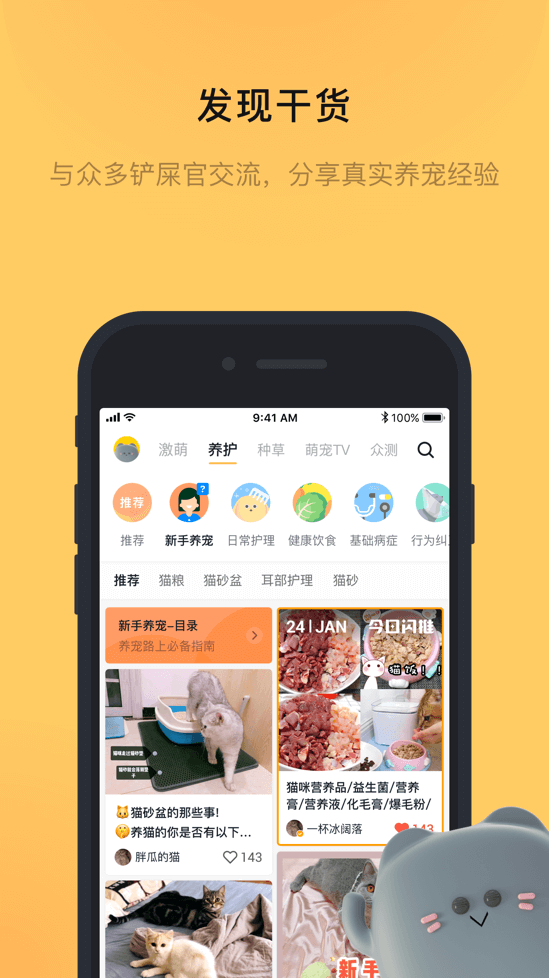 发现干货
与众多铲屎官交流，分享真实养宠经验
9:41 AM
100%
激萌 养护 种草 萌宠TV 众测
推荐
?
推荐 新手养宠 日常护理 健康饮食 基础病症 行为纠
推荐 猫粮 猫砂盆 耳部护理 猫砂
新手养宠-目录
养宠路上必备指南
24|JAN 今日闪推
猫饭！！
猫咪走过猫砂垫
🐱猫砂盆的那些事!
🤭养猫的你是否有以下…
胖瓜的猫 143
猫咪营养品/益生菌/营养
膏/营养液/化毛膏/爆毛粉/
一杯冰阔落 143
新手